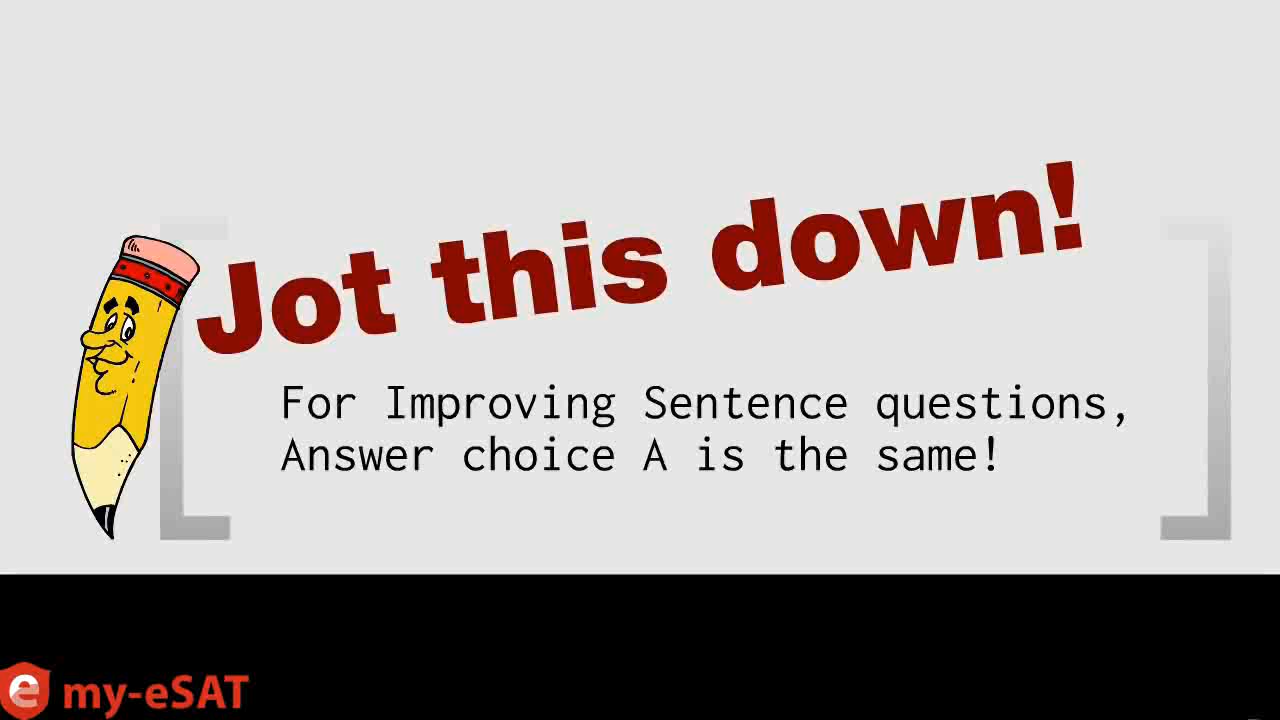 Jot this down!
For Improving Sentence questions,
Answer choice A is the same!
e my-eSAT